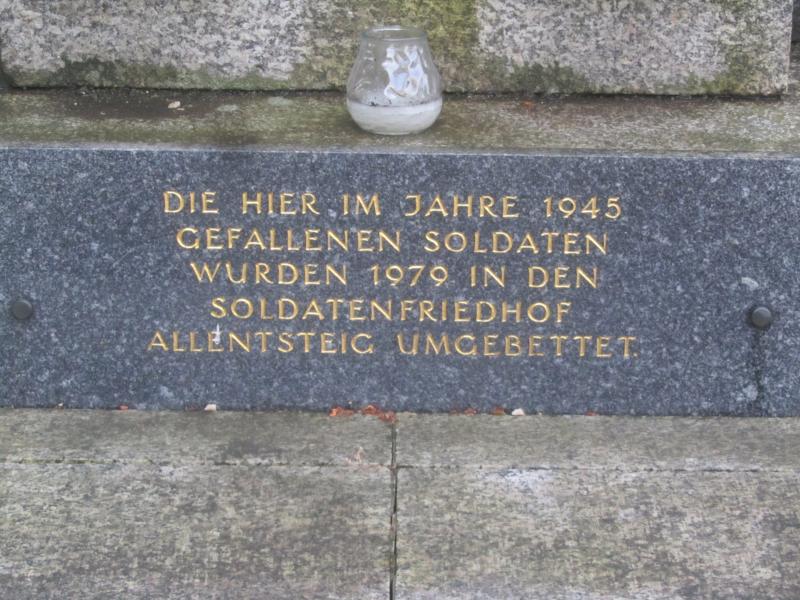 DIE HIER IM JAHRE 1945
GEFALLENEN SOLDATEN
WURDEN 1979 IN DEN
SOLDATENFRIEDHOF
ALLENTSTEIG UMGEBETTET.